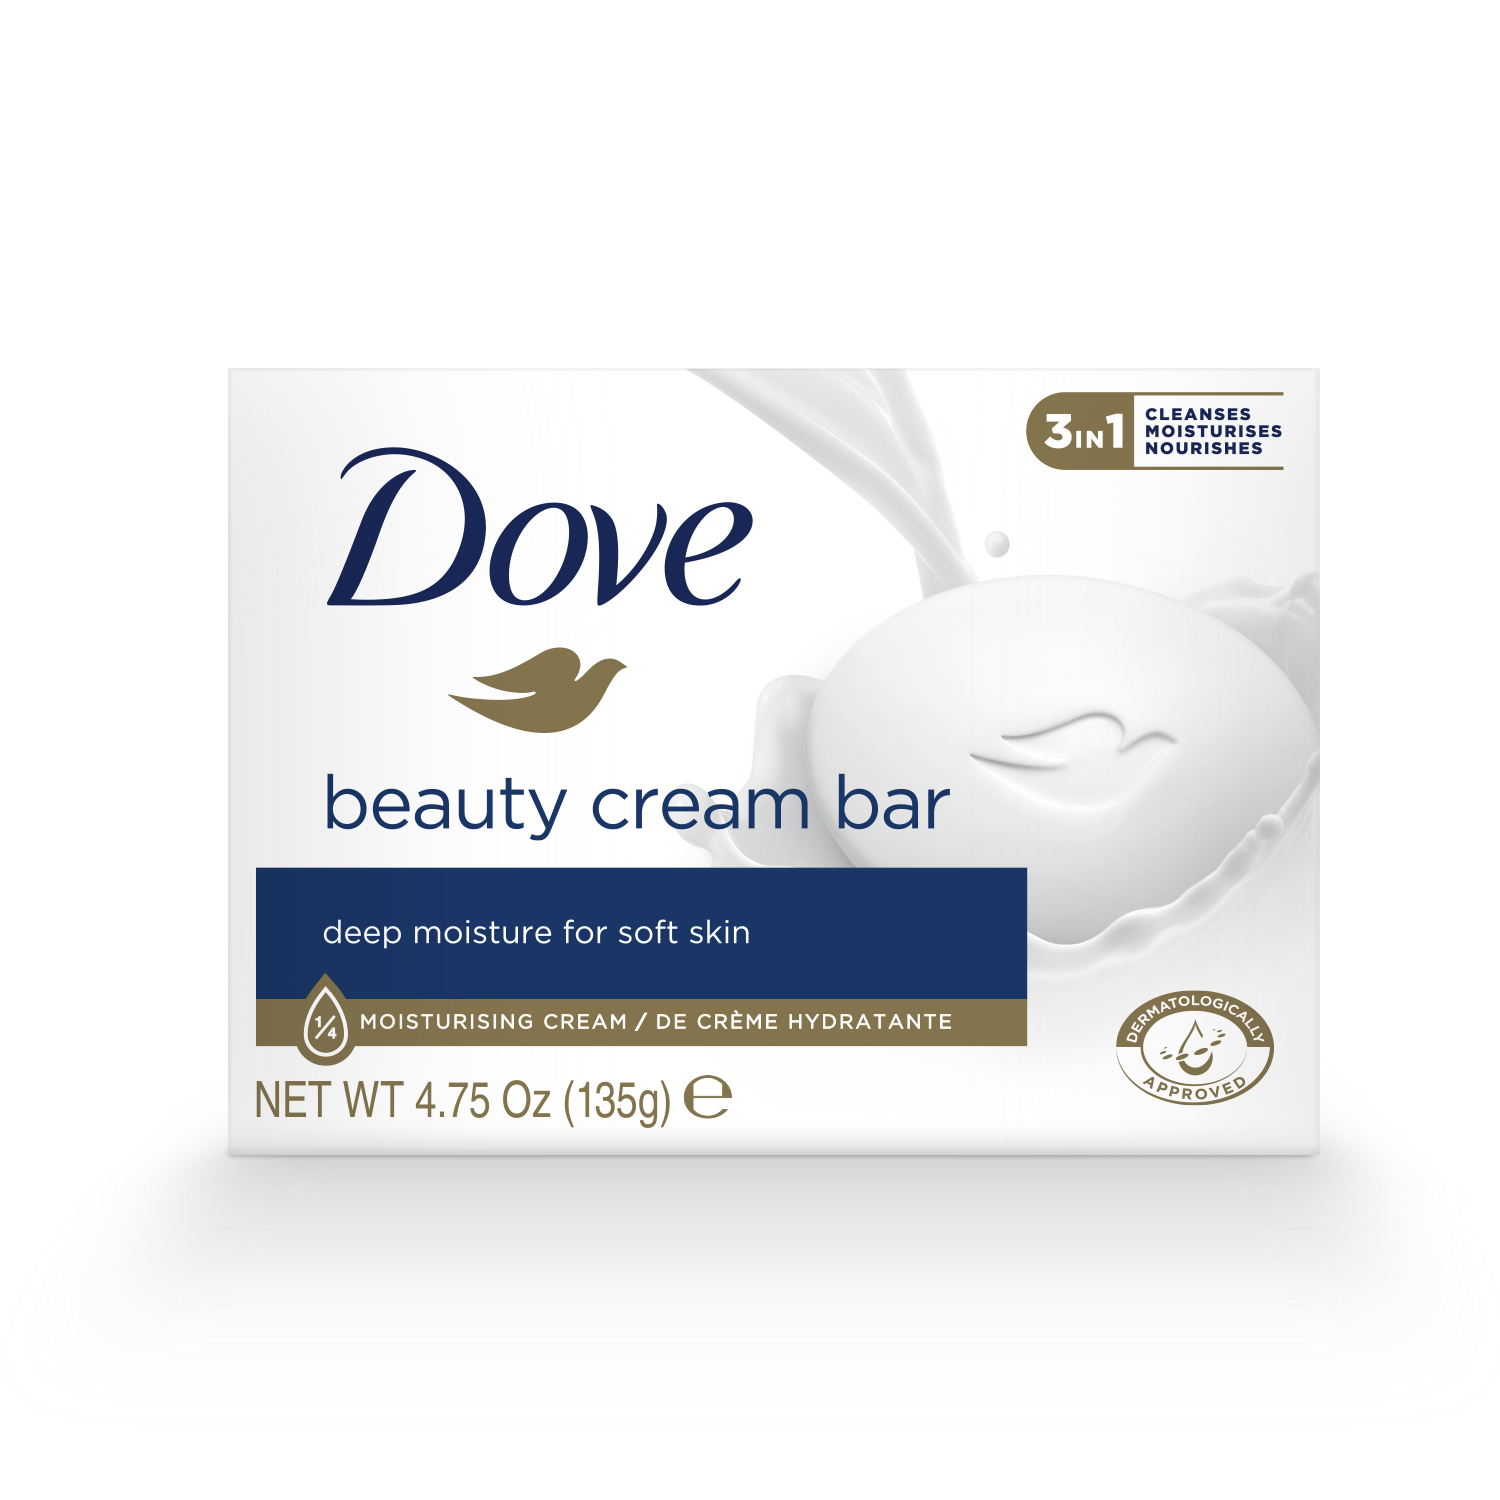 3IN1
CLEANSES
MOISTURISES
NOURISHES
Dove
beauty cream bar
deep moisture for soft skin
1/4 MOISTURISING CREAM / DE CRÈME HYDRATANTE
NET WT 4.75 Oz (135g) ℮
DERMATOLOGICALLY
APPROVED